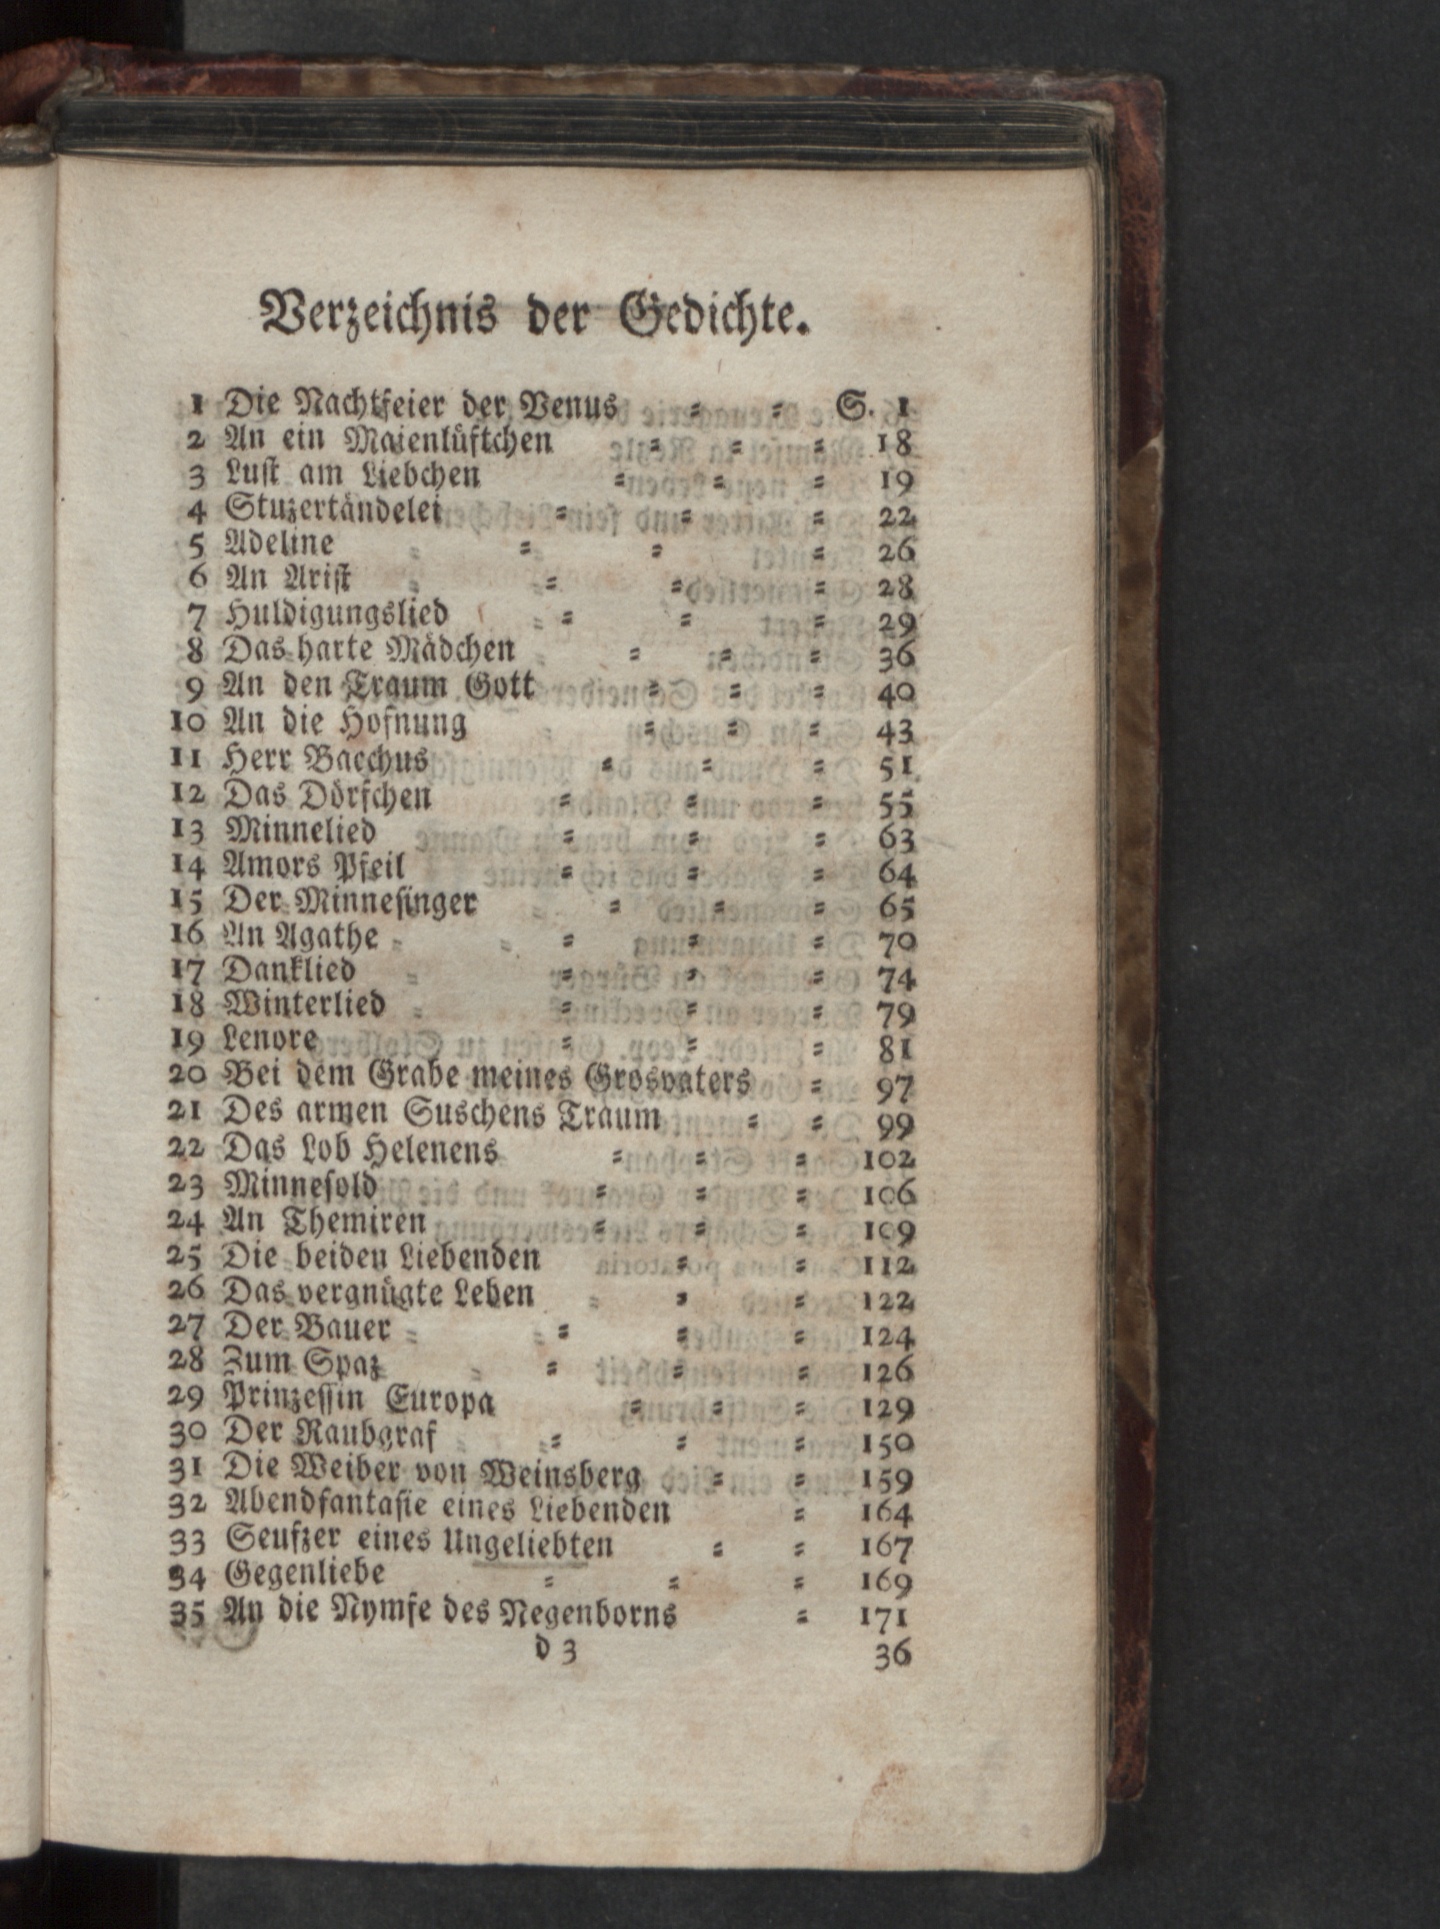 Verzeichnis der Gedichte.
1 Die Nachtfeier der Venus = = S. 1
2 An ein Maienlüftchen = = = 18
3 Lust am Liebchen = = = 19
4 Stuzertändelei = = = 22
5 Adeline = = = 26
6 An Arist = = = 28
7 Huldigungslied = = = 29
8 Das harte Mädchen = = = 36
9 An den Traum Gott = = = 40
10 An die Hofnung = = = 43
11 Herr Bacchus = = = 51
12 Das Dörfchen = = = 55
13 Minnelied = = = 63
14 Amors Pfeil = = = 64
15 Der Minnesinger = = = 65
16 An Agathe = = = 70
17 Danklied = = = 74
18 Winterlied = = = 79
19 Lenore = = = 81
20 Bei dem Grabe meines Grosvaters = 97
21 Des armen Suschens Traum = = 99
22 Das Lob Helenens = = = 102
23 Minnesold = = = 106
24 An Themiren = = = 109
25 Die beiden Liebenden = = 112
26 Das vergnügte Leben = = 122
27 Der Bauer = = = 124
28 Zum Spaz = = = 126
29 Prinzessin Europa = = = 129
30 Der Raubgraf = = = 150
31 Die Weiber von Weinsberg = = 159
32 Abendfantasie eines Liebenden = 164
33 Seufzer eines Ungeliebten = = 167
34 Gegenliebe = = = 169
35 An die Nymfe des Negenborns = 171
d 3 36